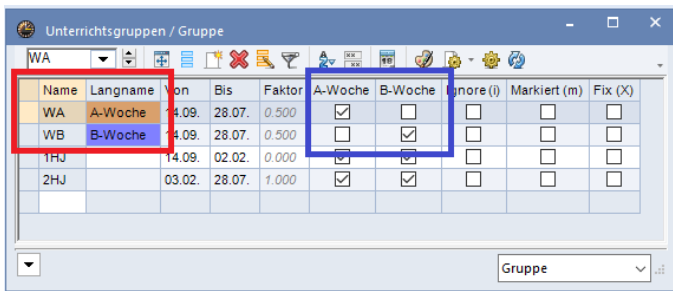 Unterrichtsgruppen / Gruppe
WA
Name Langname Von Bis Faktor A-Woche B-Woche Ignore (i) Markiert (m) Fix (X)
WA A-Woche 14.09. 28.07. 0.500
WB B-Woche 14.09. 28.07. 0.500
1HJ 14.09. 02.02. 0.000
2HJ 03.02. 28.07. 1.000
Gruppe